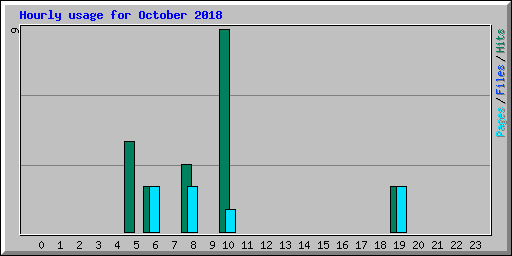 Hourly usage for October 2018
9
Pages/Files/Hits
0 1 2 3 4 5 6 7 8 9 10 11 12 13 14 15 16 17 18 19 20 21 22 23